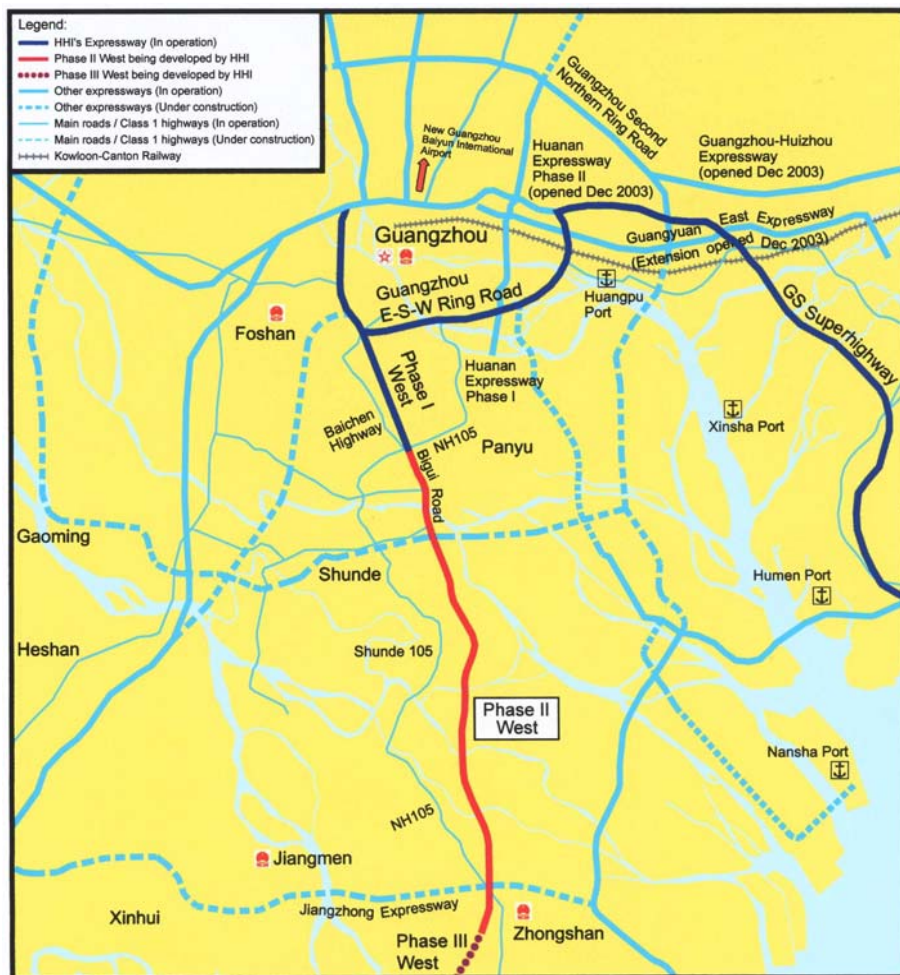 Legend:
HHI's Expressway (In operation)
Phase II West being developed by HHI
Phase III West being developed by HHI
Other expressways (In operation)
Other expressways (Under construction)
Main roads / Class 1 highways (In operation)
Main roads / Class 1 highways (Under construction)
Kowloon-Canton Railway
Guangzhou Second
Northern Ring Road
New Guangzhou
Baiyun International
Airport
Huanan
Expressway
Phase II
(opened Dec 2003)
Guangzhou-Huizhou
Expressway
(opened Dec 2003)
Guangyuan East Expressway
(Extension opened Dec 2003)
Guangzhou
Guangzhou
E-S-W Ring Road
Huangpu
Port
GS Superhighway
Foshan
Phase I
West
Huanan
Expressway
Phase I
Baichen
Highway
Xinsha Port
NH105
Panyu
Bigui Road
Gaoming
Shunde
Humen Port
Heshan
Shunde 105
Phase II
West
Nansha Port
NH105
Jiangmen
Jiangzhong Expressway
Xinhui
Zhongshan
Phase III
West